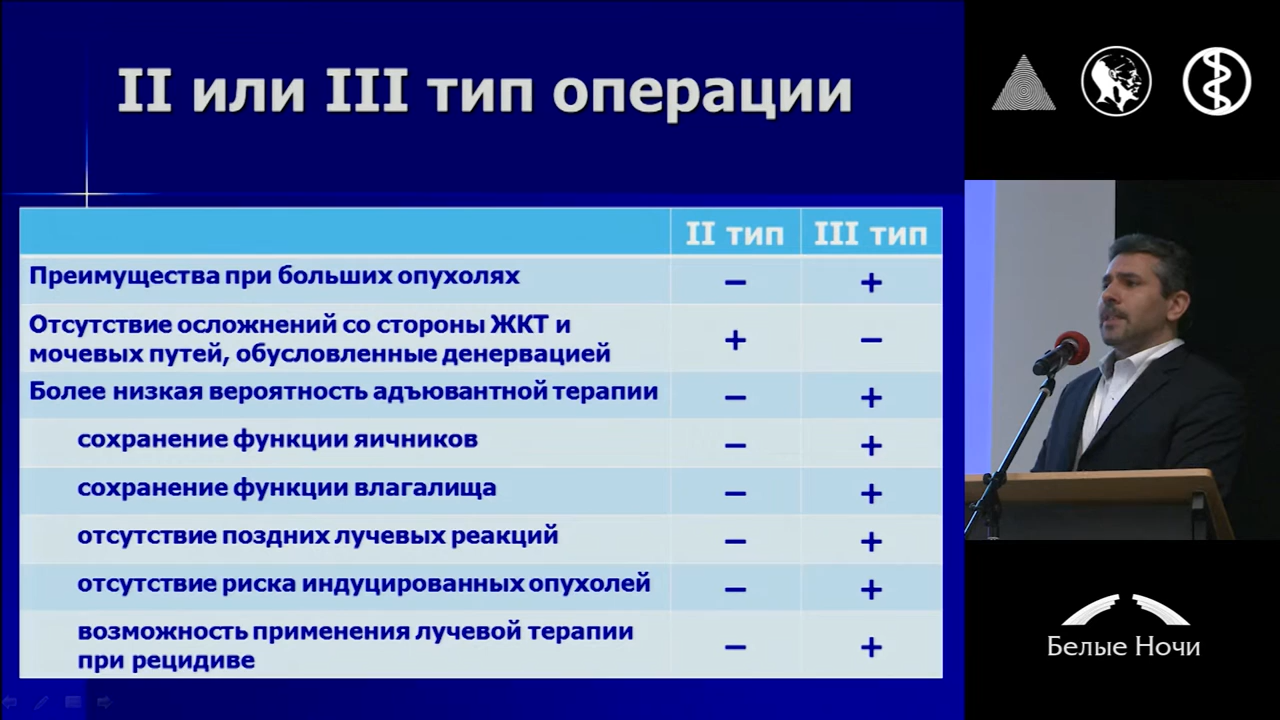 II или III тип операции
II тип III тип
Преимущества при больших опухолях – +
Отсутствие осложнений со стороны ЖКТ и
мочевых путей, обусловленные денервацией + –
Более низкая вероятность адъювантной терапии – +
сохранение функции яичников – +
сохранение функции влагалища – +
отсутствие поздних лучевых реакций – +
отсутствие риска индуцированных опухолей – +
возможность применения лучевой терапии
при рецидиве – +
Белые Ночи